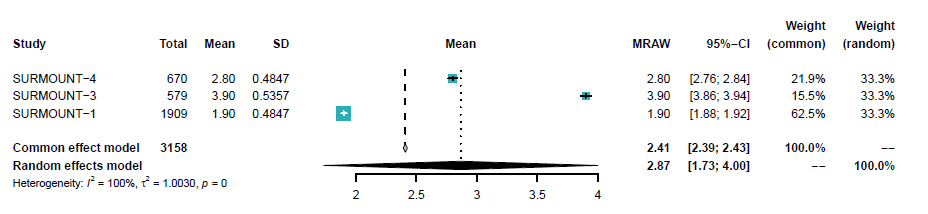 Weight Weight
Study Total Mean SD Mean MRAW 95%−CI (common) (random)
SURMOUNT−4 670 2.80 0.4847 2.80 [2.76; 2.84] 21.9% 33.3%
SURMOUNT−3 579 3.90 0.5357 3.90 [3.86; 3.94] 15.5% 33.3%
SURMOUNT−1 1909 1.90 0.4847 1.90 [1.88; 1.92] 62.5% 33.3%
Common effect model 3158 2.41 [2.39; 2.43] 100.0% −−
Random effects model 2.87 [1.73; 4.00] −− 100.0%
Heterogeneity: I² = 100%, τ² = 1.0030, p = 0
2 2.5 3 3.5 4